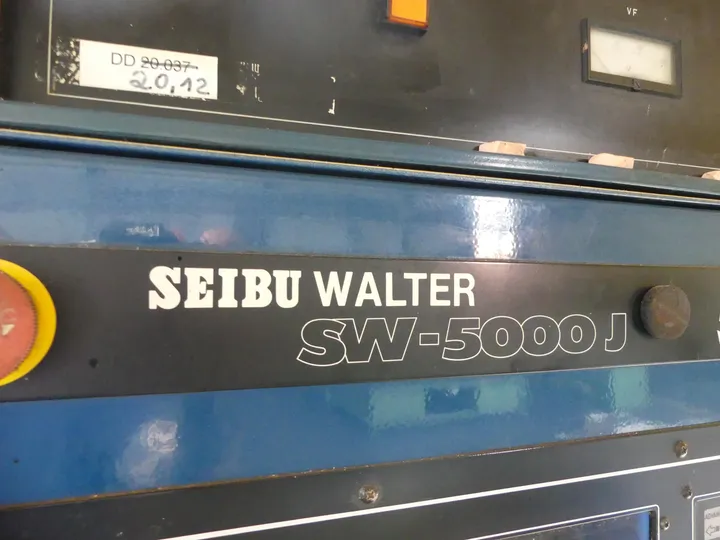 VF
DD 20 037-
20,12
SEIBU WALTER
SW-5000J